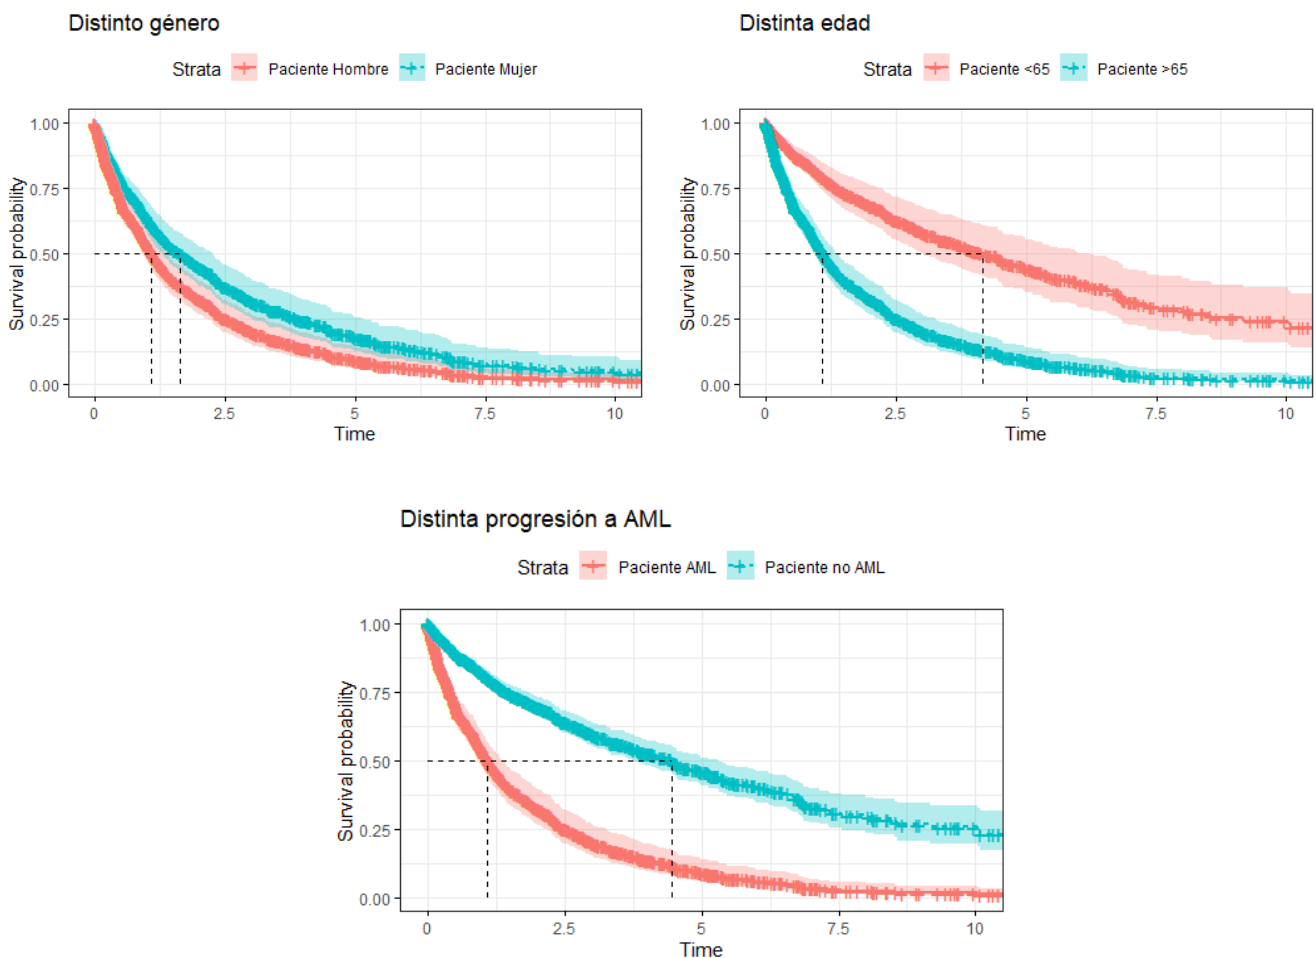 Distinto género
Strata Paciente Hombre Paciente Mujer
Survival probability
1.00
0.75
0.50
0.25
0.00
0 2.5 5 7.5 10
Time
Distinta edad
Strata Paciente <65 Paciente >65
Survival probability
1.00
0.75
0.50
0.25
0.00
0 2.5 5 7.5 10
Time
Distinta progresión a AML
Strata Paciente AML Paciente no AML
Survival probability
1.00
0.75
0.50
0.25
0.00
0 2.5 5 7.5 10
Time